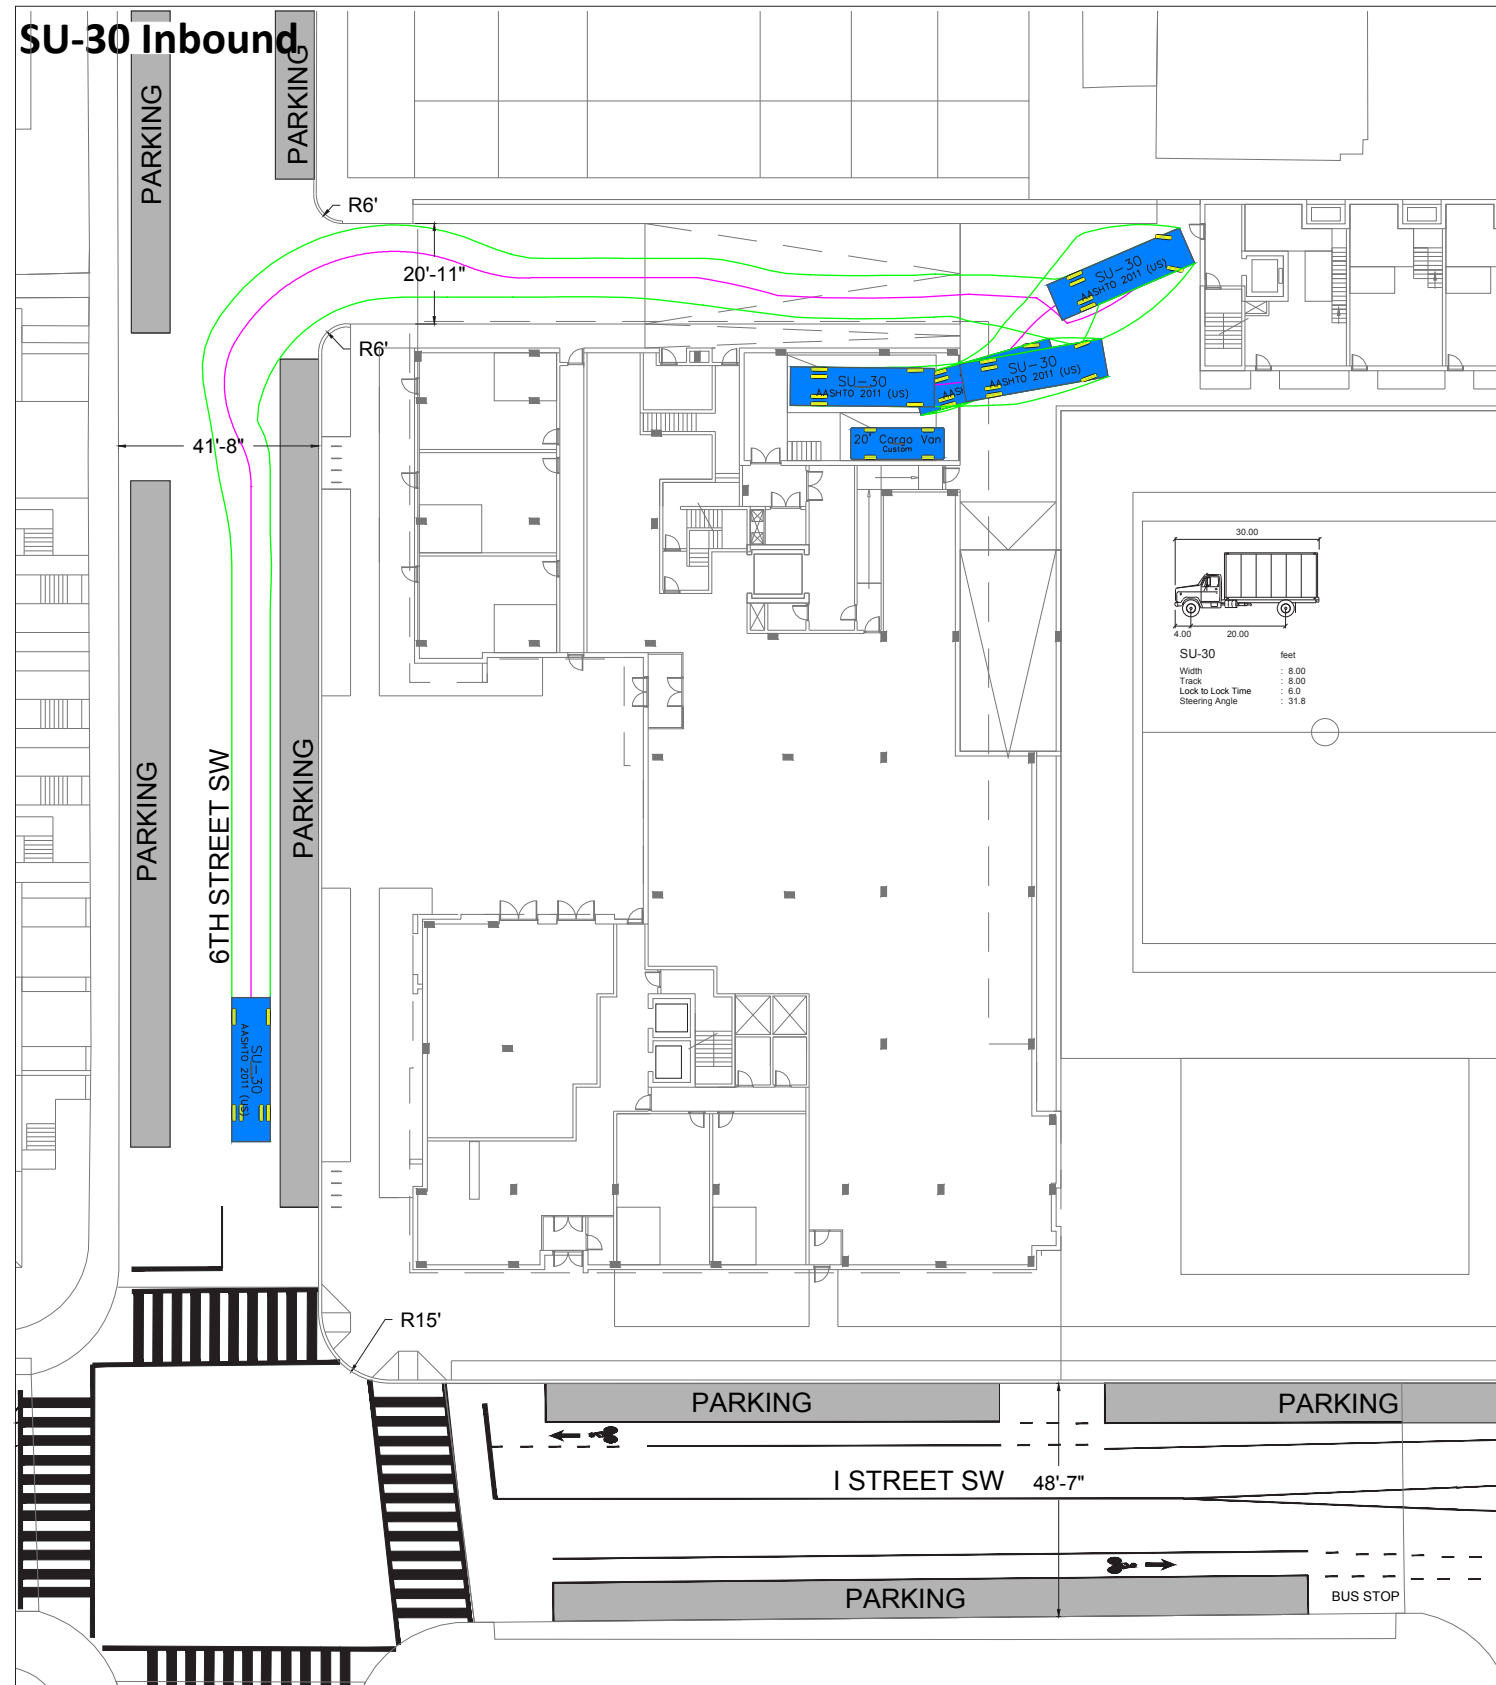 SU-30 Inbound
PARKING
PARKING
R6'
20'-11"
R6'
41'-8"
SU-30
AASHTO 2011 (US)
SU-30
AASHTO 2011 (US)
SU-30
AASHTO 2011 (US)
20' Cargo Van
Custom
30.00
4.00
20.00
SU-30
feet
Width : 8.00
Track : 8.00
Lock to Lock Time : 6.0
Steering Angle : 31.8
PARKING
6TH STREET SW
PARKING
SU-30
AASHTO 2011 (US)
R15'
PARKING
PARKING
I STREET SW
48'-7"
PARKING
BUS STOP